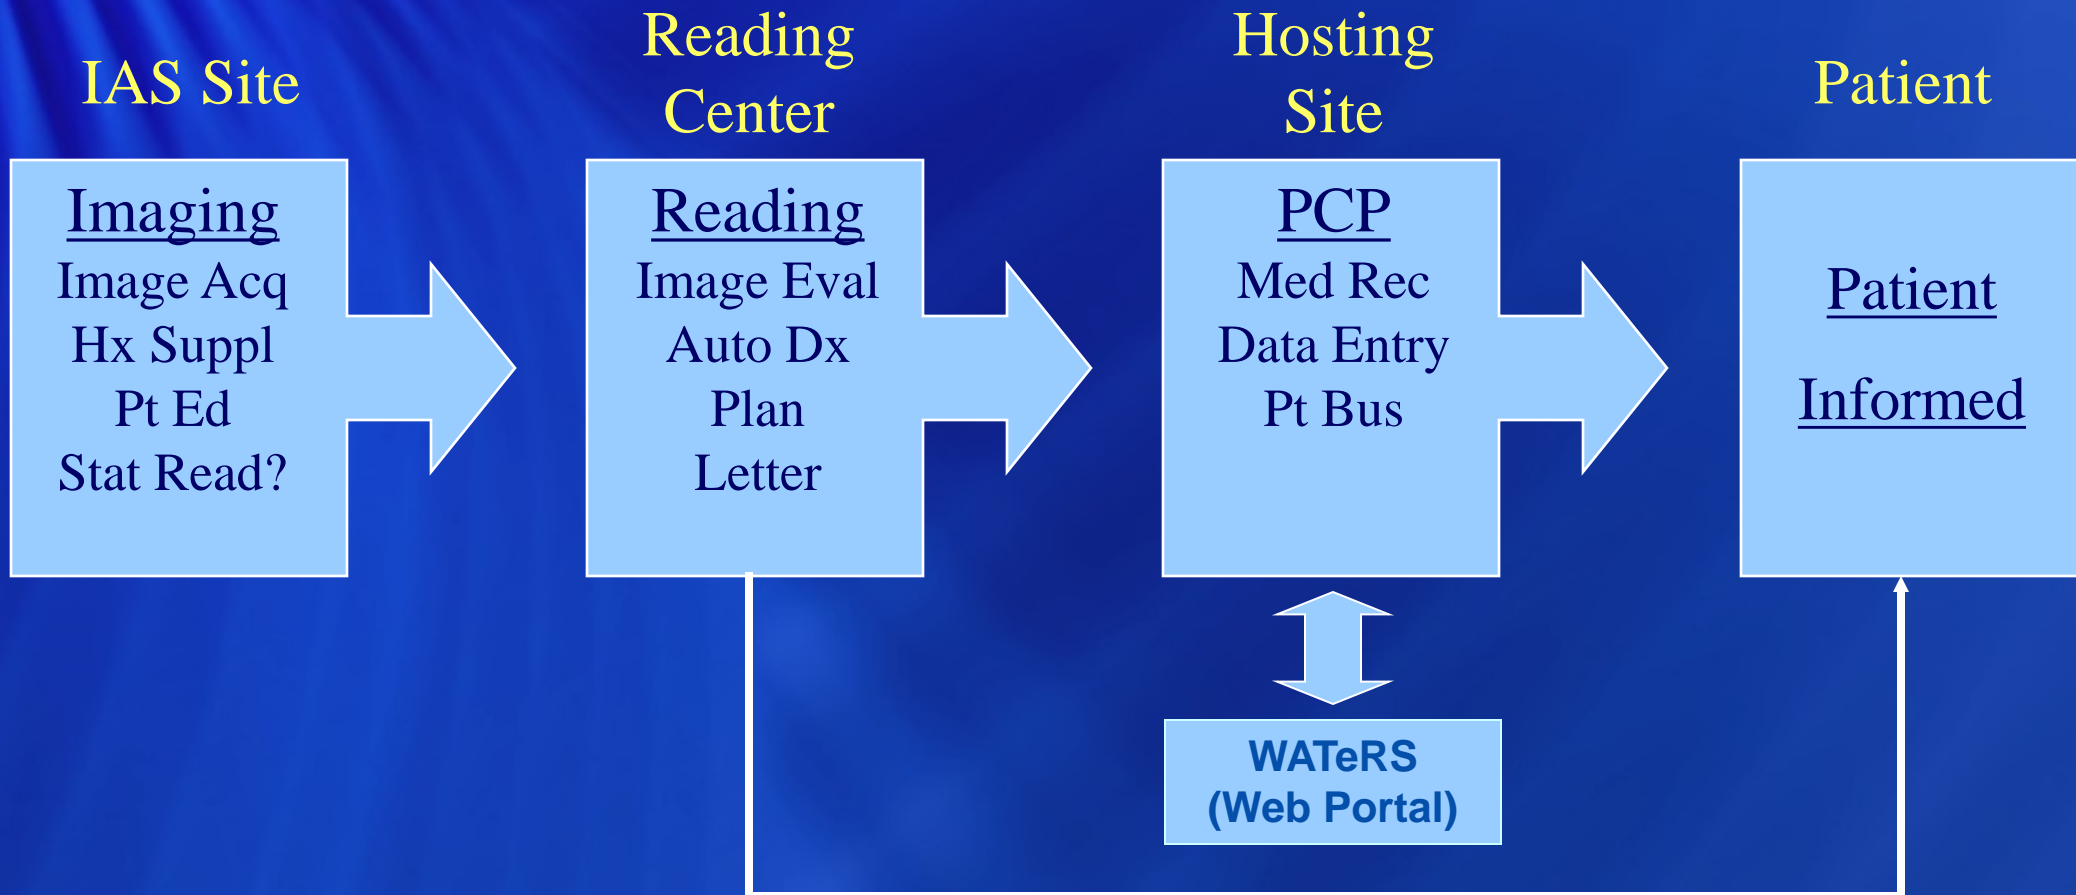 IAS Site
Reading
Center
Hosting
Site
Patient
Imaging
Image Acq
Hx Suppl
Pt Ed
Stat Read?
Reading
Image Eval
Auto Dx
Plan
Letter
PCP
Med Rec
Data Entry
Pt Bus
Patient
Informed
WATeRS
(Web Portal)